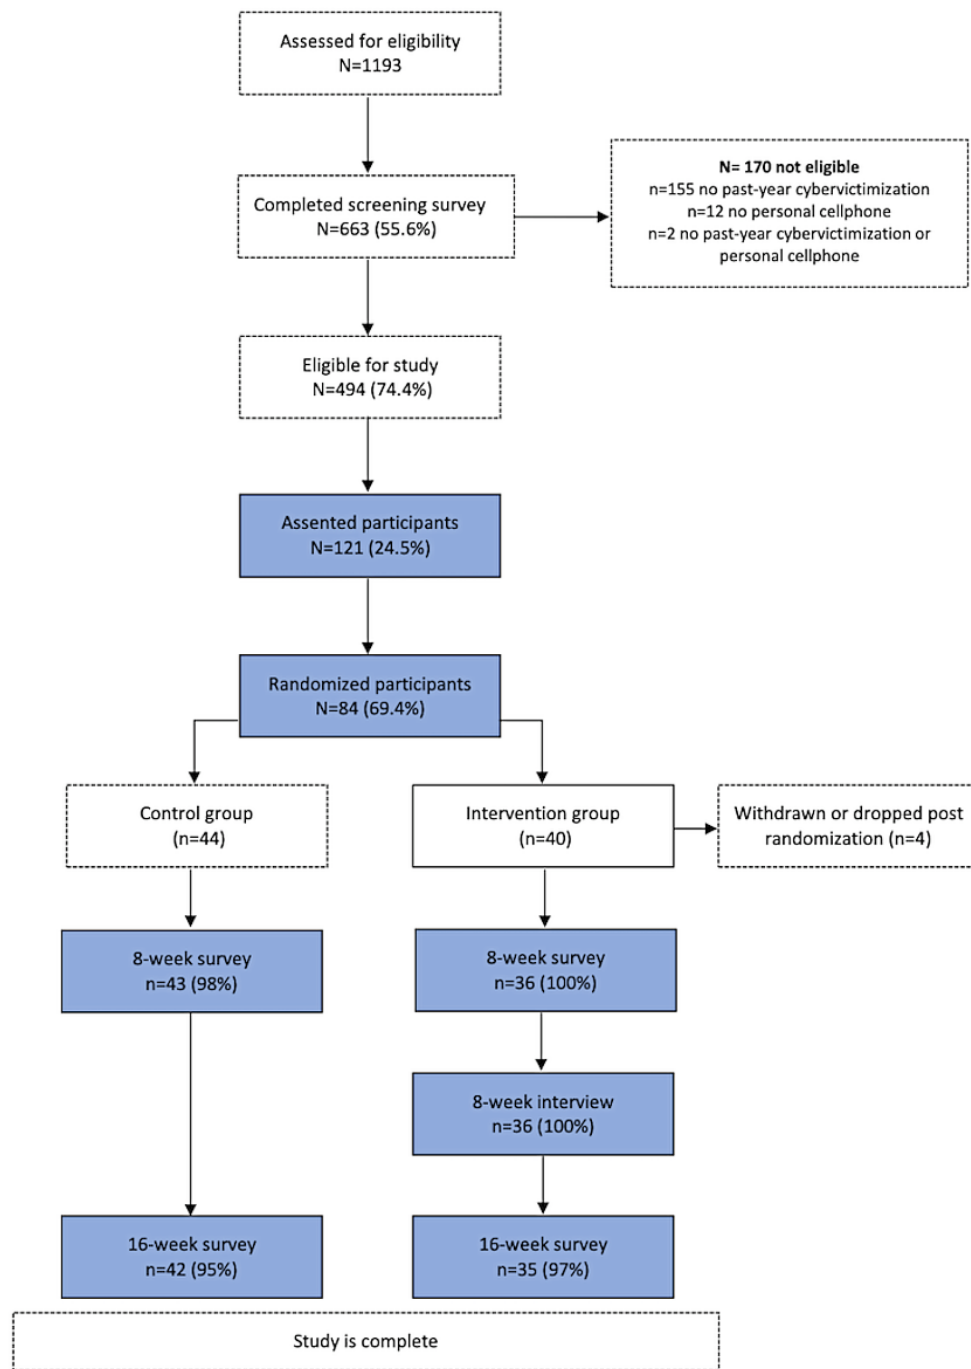 Assessed for eligibility
N=1193
N= 170 not eligible
n=155 no past-year cybervictimization
n=12 no personal cellphone
n=2 no past-year cybervictimization or
personal cellphone
Completed screening survey
N=663 (55.6%)
Eligible for study
N=494 (74.4%)
Assented participants
N=121 (24.5%)
Randomized participants
N=84 (69.4%)
Control group
(n=44)
Intervention group
(n=40)
Withdrawn or dropped post
randomization (n=4)
8-week survey
n=43 (98%)
8-week survey
n=36 (100%)
8-week interview
n=36 (100%)
16-week survey
n=42 (95%)
16-week survey
n=35 (97%)
Study is complete